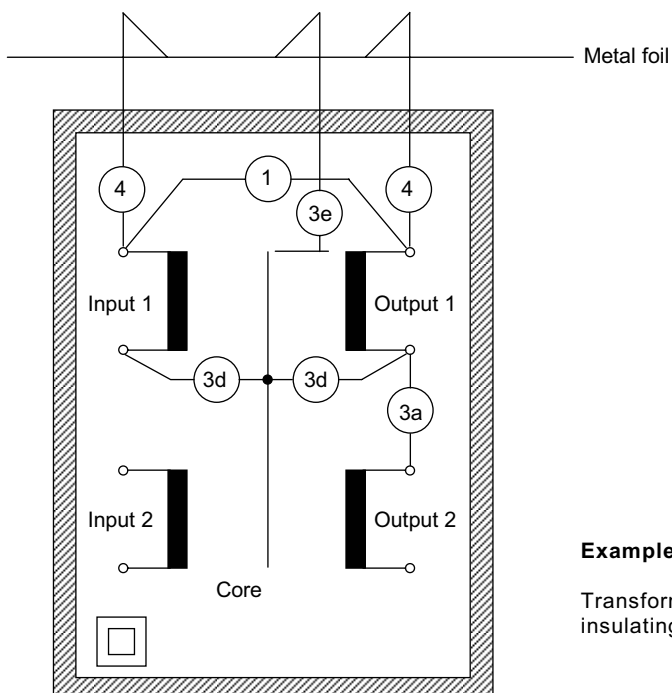 Metal foil
4
1
4
3e
Input 1
Output 1
3d
3d
3a
Input 2
Output 2
Core
Example
Transfor
insulating